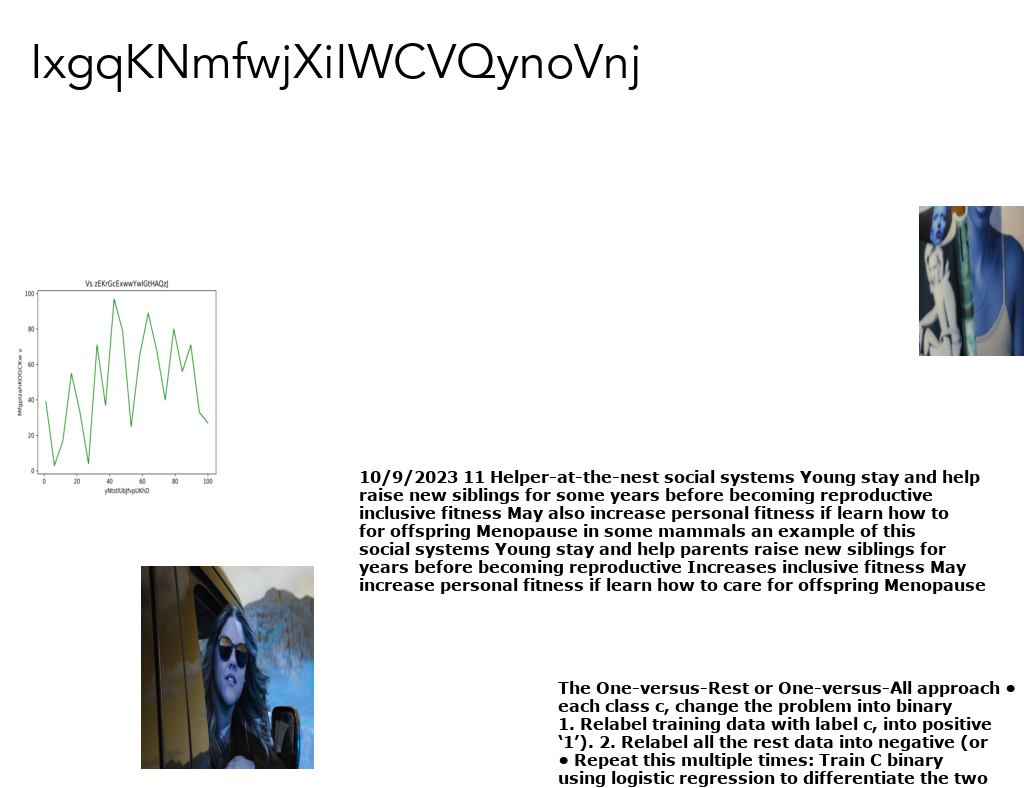 lxgqKNmfwjXiIWCVQynoVnj
Vs zEKrGcExwwYwIGtHAQzJ
100
80
60
40
20
0
0 20 40 60 80 100
10/9/2023 11 Helper-at-the-nest social systems Young stay and help
raise new siblings for some years before becoming reproductive
inclusive fitness May also increase personal fitness if learn how to
for offspring Menopause in some mammals an example of this
social systems Young stay and help parents raise new siblings for
years before becoming reproductive Increases inclusive fitness May
increase personal fitness if learn how to care for offspring Menopause
The One-versus-Rest or One-versus-All approach •
each class c, change the problem into binary
1. Relabel training data with label c, into positive
‘1’). 2. Relabel all the rest data into negative (or
• Repeat this multiple times: Train C binary
using logistic regression to differentiate the two